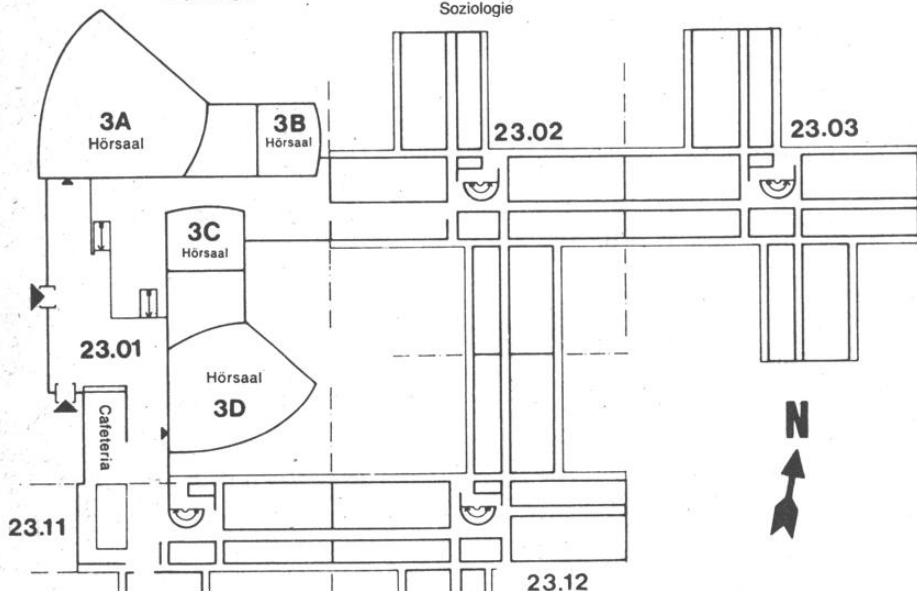 Soziologie
3A
Hörsaal
3B
Hörsaal
23.02
23.03
3C
Hörsaal
23.01
Hörsaal
3D
Cafeteria
N
23.11
23.12